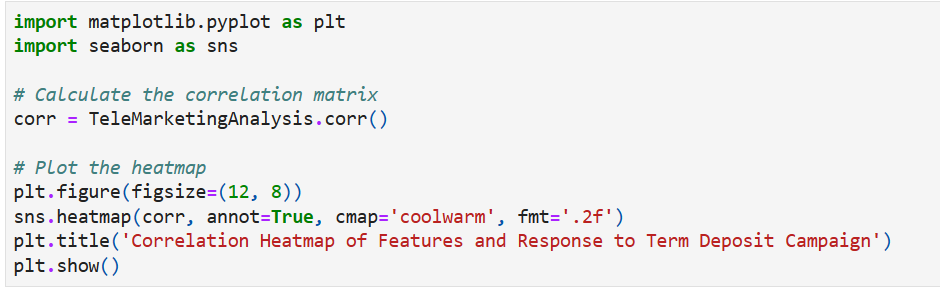 import matplotlib.pyplot as plt
import seaborn as sns
# Calculate the correlation matrix
corr = TeleMarketingAnalysis.corr()
# Plot the heatmap
plt.figure(figsize=(12, 8))
sns.heatmap(corr, annot=True, cmap='coolwarm', fmt='.2f')
plt.title('Correlation Heatmap of Features and Response to Term Deposit Campaign')
plt.show()